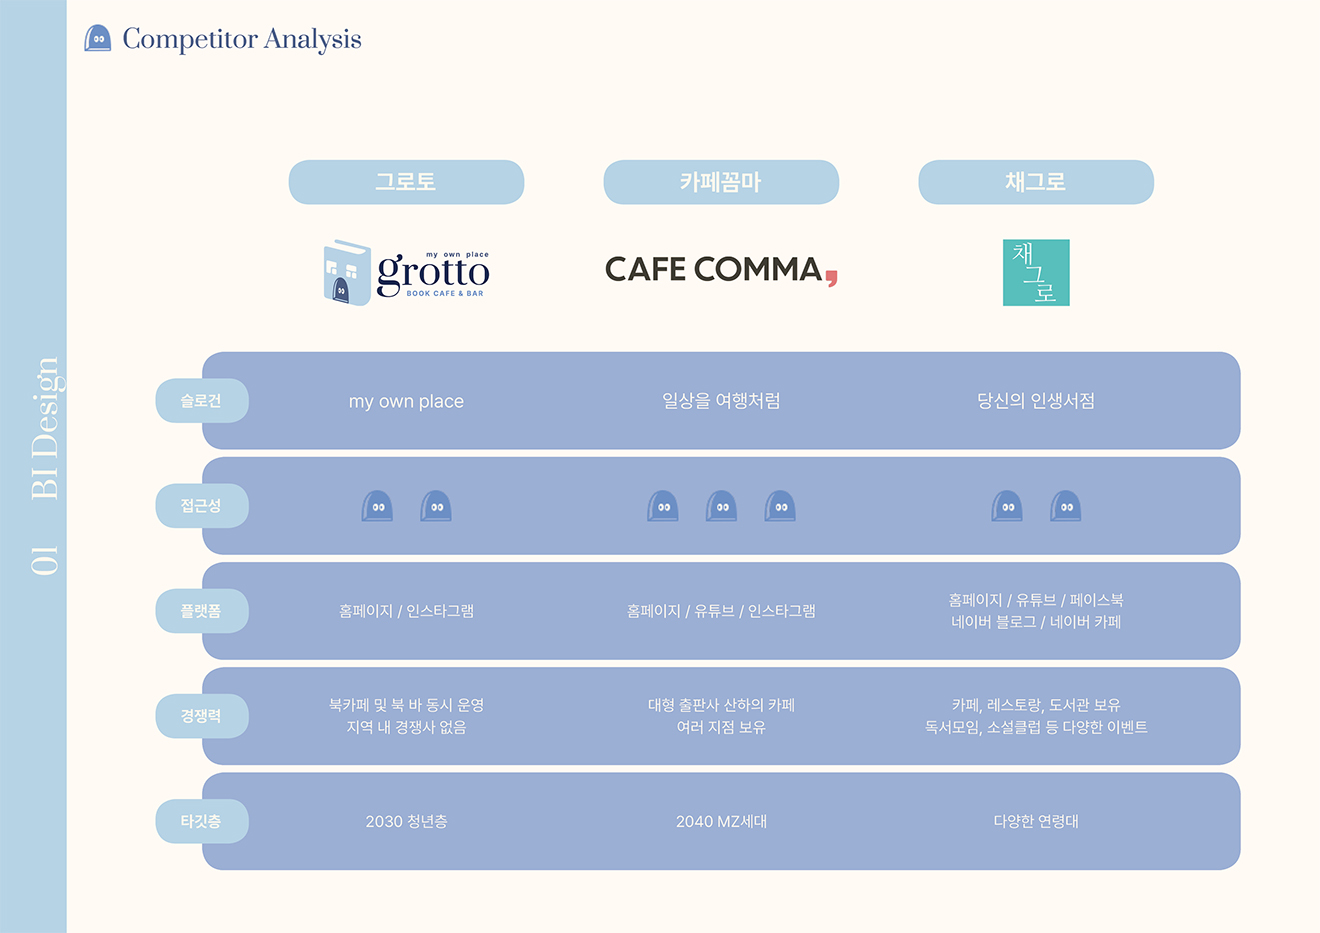 Competitor Analysis
01 BI Design
그로토
카페꼼마
채그로
my own place
grotto
BOOK CAFE & BAR
CAFE COMMA,
채
그
로
슬로건
my own place
일상을 여행처럼
당신의 인생서점
접근성
플랫폼
홈페이지 / 인스타그램
홈페이지 / 유튜브 / 인스타그램
홈페이지 / 유튜브 / 페이스북
네이버 블로그 / 네이버 카페
경쟁력
북카페 및 북 바 동시 운영
지역 내 경쟁사 없음
대형 출판사 산하의 카페
여러 지점 보유
카페, 레스토랑, 도서관 보유
독서모임, 소설클럽 등 다양한 이벤트
타깃층
2030 청년층
2040 MZ세대
다양한 연령대